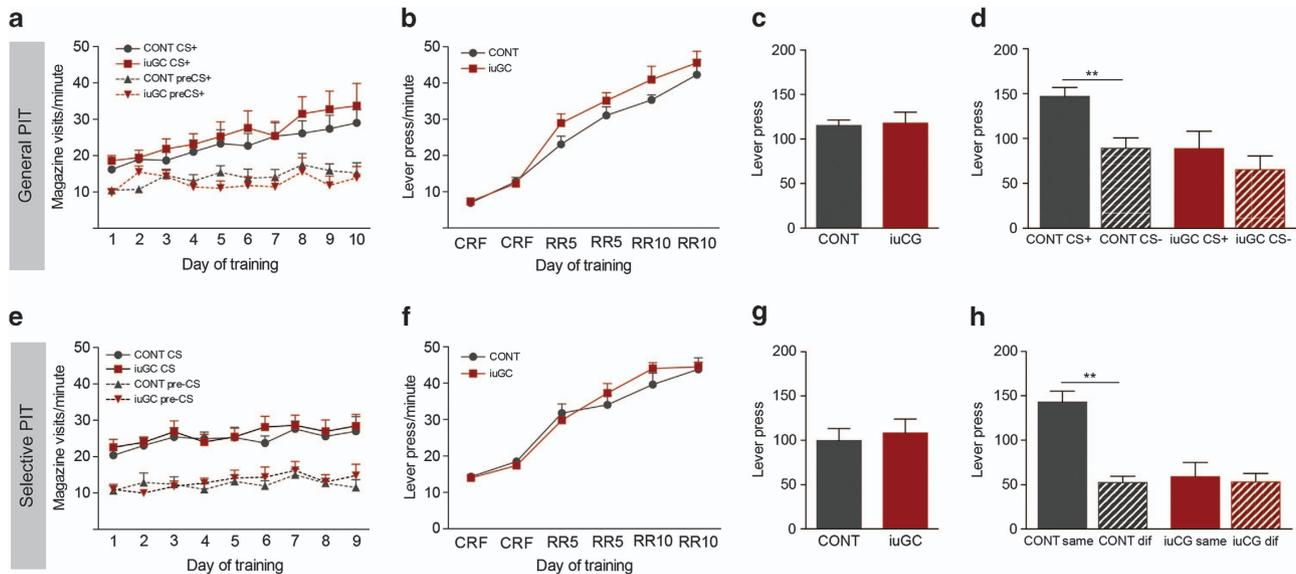 a
General PIT
Magazine visits/minute
50
40
30
20
10
CONT CS+
iuGC CS+
CONT preCS+
iuGC preCS+
1 2 3 4 5 6 7 8 9 10
Day of training
b
Lever press/minute
50
40
30
20
10
CONT
iuGC
CRF CRF RR5 RR5 RR10 RR10
Day of training
c
Lever press
200
150
100
50
0
CONT iuCG
d
Lever press
200
150
100
50
0
**
CONT CS+ CONT CS- iuGC CS+ iuGC CS-
e
Selective PIT
Magazine visits/minute
50
40
30
20
10
CONT CS
iuGC CS
CONT pre-CS
iuGC pre-CS
1 2 3 4 5 6 7 8 9
Day of training
f
Lever press/minute
50
40
30
20
10
0
CONT
iuGC
CRF CRF RR5 RR5 RR10 RR10
Day of training
g
Lever press
200
150
100
50
0
CONT iuGC
h
Lever press
200
150
100
50
0
**
CONT same CONT dif iuCG same iuCG dif